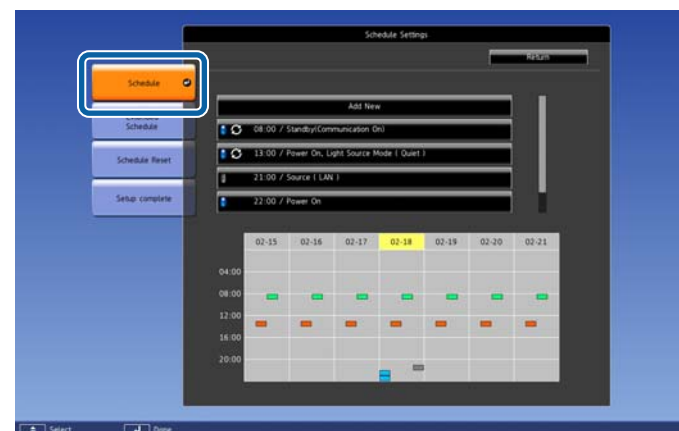 Schedule Settings
Return
Schedule
Schedule
Schedule Reset
Setup complete
Add New
08:00 / Standby(Communication On)
13:00 / Power On, Light Source Mode ( Quiet )
21:00 / Source ( LAN )
22:00 / Power On
02-15 02-16 02-17 02-18 02-19 02-20 02-21
04:00
08:00
12:00
16:00
20:00
Select Done